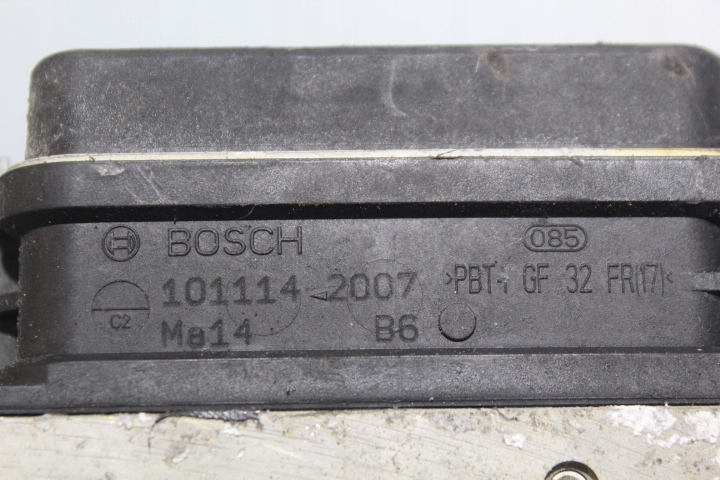 BOSCH
085
101114 2007
>PBT-GF 32 FR(17)<
C2
Ma14 B6